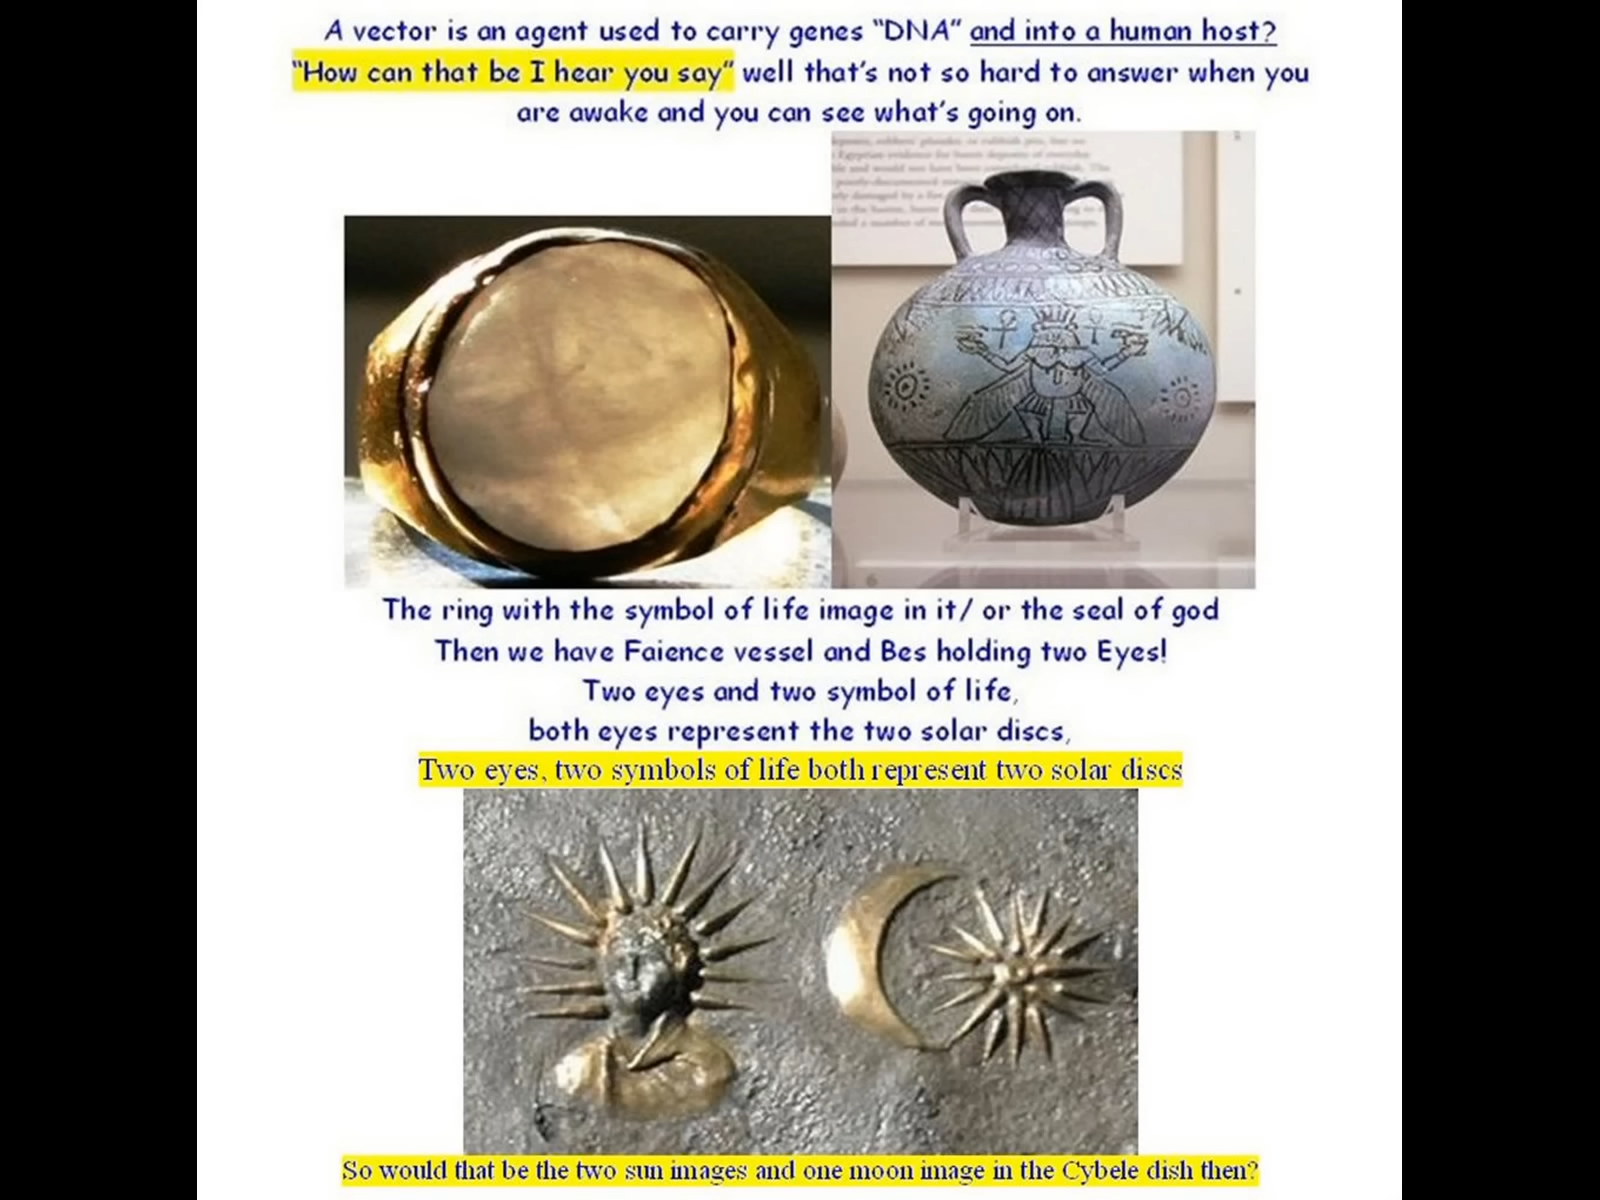 A vector is an agent used to carry genes “DNA” and into a human host?
“How can that be I hear you say” well that’s not so hard to answer when you
are awake and you can see what’s going on.
The ring with the symbol of life image in it/ or the seal of god
Then we have Faience vessel and Bes holding two Eyes!
Two eyes and two symbol of life,
both eyes represent the two solar discs,
Two eyes, two symbols of life both represent two solar discs
So would that be the two sun images and one moon image in the Cybele dish then?